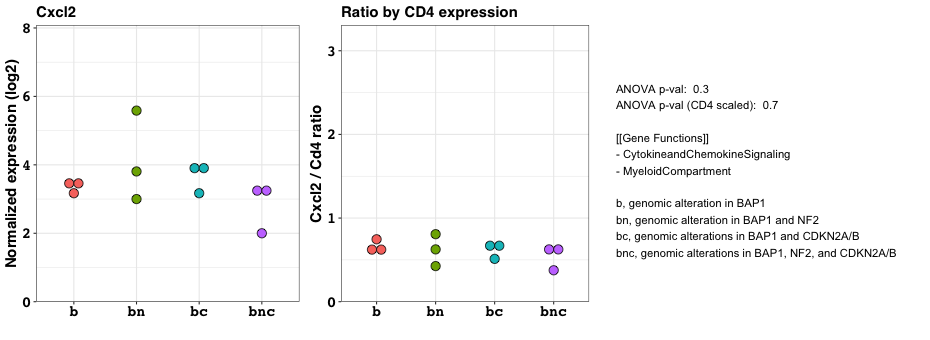 Cxcl2
Normalized expression (log2)
8
6
4
2
0
b bn bc bnc
Ratio by CD4 expression
Cxcl2 / Cd4 ratio
3
2
1
0
b bn bc bnc
ANOVA p-val: 0.3
ANOVA p-val (CD4 scaled): 0.7
[[Gene Functions]]
- CytokineandChemokineSignaling
- MyeloidCompartment
b, genomic alteration in BAP1
bn, genomic alteration in BAP1 and NF2
bc, genomic alterations in BAP1 and CDKN2A/B
bnc, genomic alterations in BAP1, NF2, and CDKN2A/B